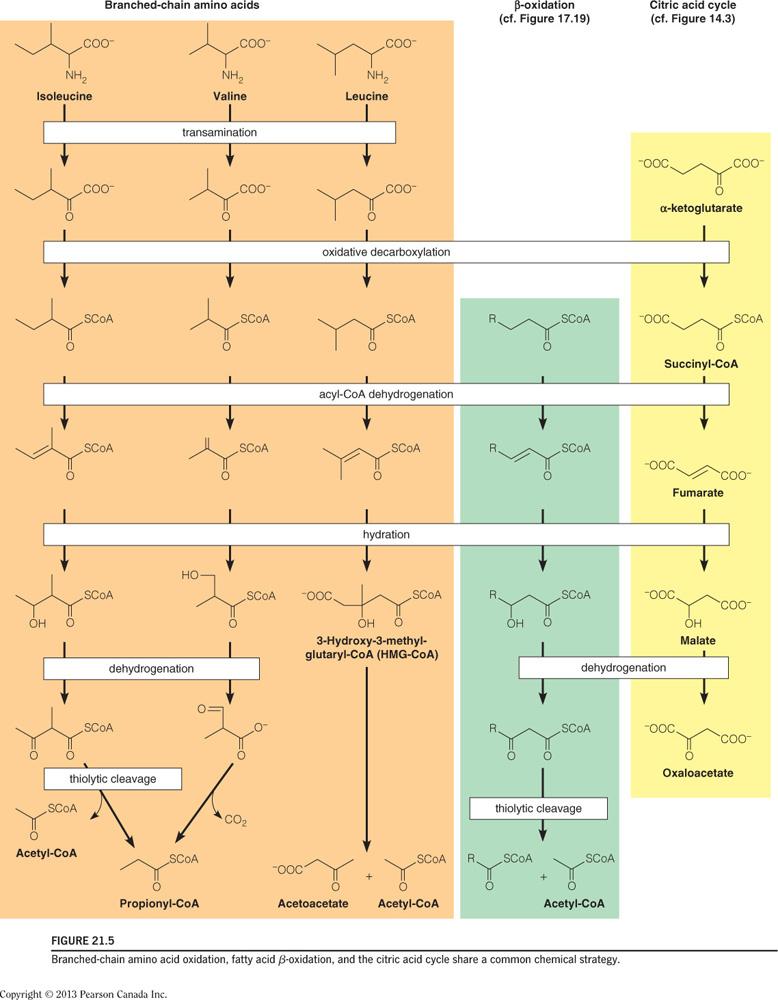 Branched-chain amino acids
β-oxidation
(cf. Figure 17.19)
Citric acid cycle
(cf. Figure 14.3)
COO⁻
NH₂
Isoleucine
COO⁻
NH₂
Valine
COO⁻
NH₂
Leucine
transamination
COO⁻
O
COO⁻
O
COO⁻
O
⁻OOC
COO⁻
O
α-ketoglutarate
oxidative decarboxylation
SCoA
O
SCoA
O
SCoA
O
R
SCoA
O
⁻OOC
SCoA
O
Succinyl-CoA
acyl-CoA dehydrogenation
SCoA
O
SCoA
O
SCoA
O
R
SCoA
O
⁻OOC
COO⁻
Fumarate
hydration
SCoA
OH
O
HO
SCoA
O
⁻OOC
SCoA
OH
O
3-Hydroxy-3-methyl-
glutaryl-CoA (HMG-CoA)
R
SCoA
OH
O
⁻OOC
COO⁻
OH
Malate
dehydrogenation
dehydrogenation
SCoA
O
O
O
O⁻
O
R
SCoA
O
O
⁻OOC
COO⁻
O
Oxaloacetate
thiolytic cleavage
thiolytic cleavage
SCoA
O
Acetyl-CoA
CO₂
SCoA
O
Propionyl-CoA
⁻OOC
O
Acetoacetate
+
SCoA
O
Acetyl-CoA
R
SCoA
O
+
SCoA
O
Acetyl-CoA
FIGURE 21.5
Branched-chain amino acid oxidation, fatty acid β-oxidation, and the citric acid cycle share a common chemical strategy.
Copyright © 2013 Pearson Canada Inc.